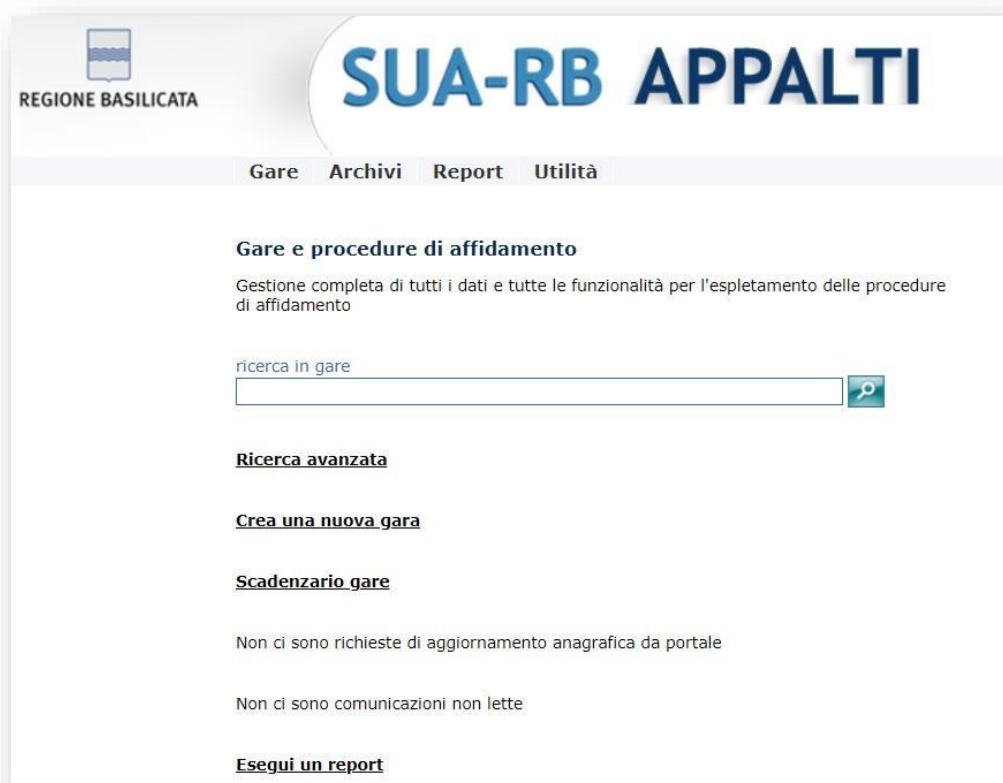 REGIONE BASILICATA
SUA-RB APPALTI
Gare Archivi Report Utilità
Gare e procedure di affidamento
Gestione completa di tutti i dati e tutte le funzionalità per l'espletamento delle procedure
di affidamento
ricerca in gare
Ricerca avanzata
Crea una nuova gara
Scadenzario gare
Non ci sono richieste di aggiornamento anagrafica da portale
Non ci sono comunicazioni non lette
Esegui un report